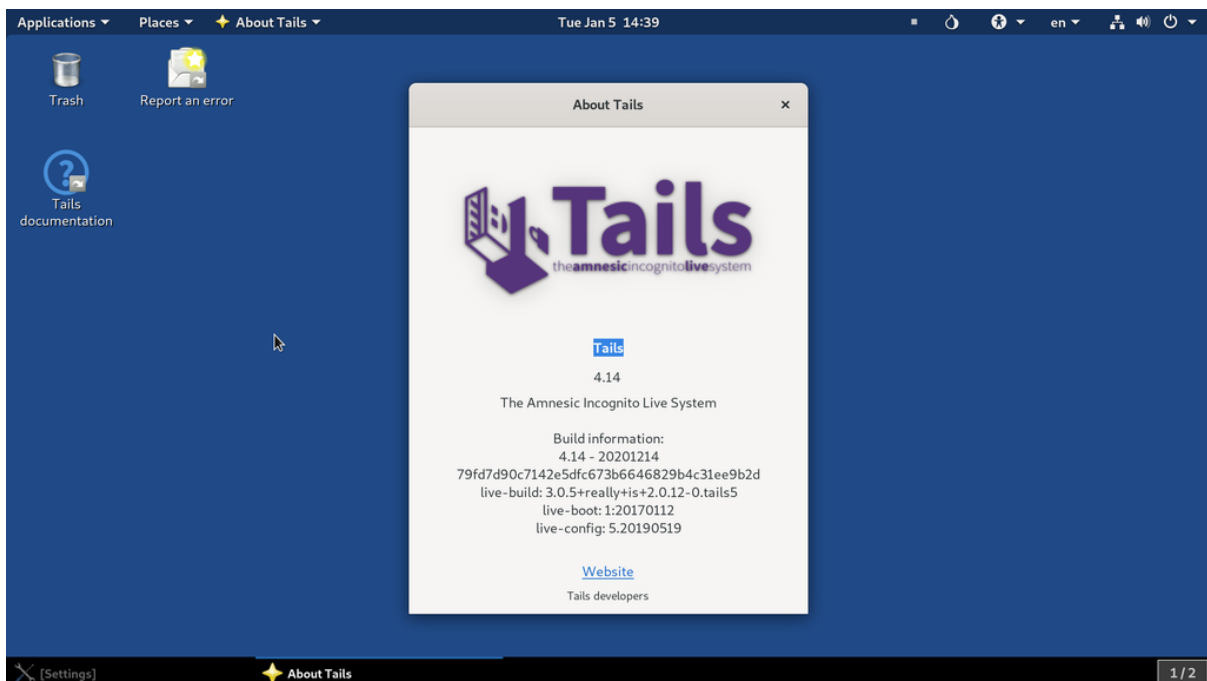 Applications Places About Tails Tue Jan 5 14:39 en
Trash
Report an error
Tails
documentation
About Tails
Tails
theamnesicincognitolivesystem
Tails
4.14
The Amnesic Incognito Live System
Build information:
4.14 - 20201214
79fd7d90c7142e5dfc673b6646829b4c31ee9b2d
live-build: 3.0.5+really+is+2.0.12-0.tails5
live-boot: 1:20170112
live-config: 5.20190519
Website
Tails developers
[Settings] About Tails 1/2